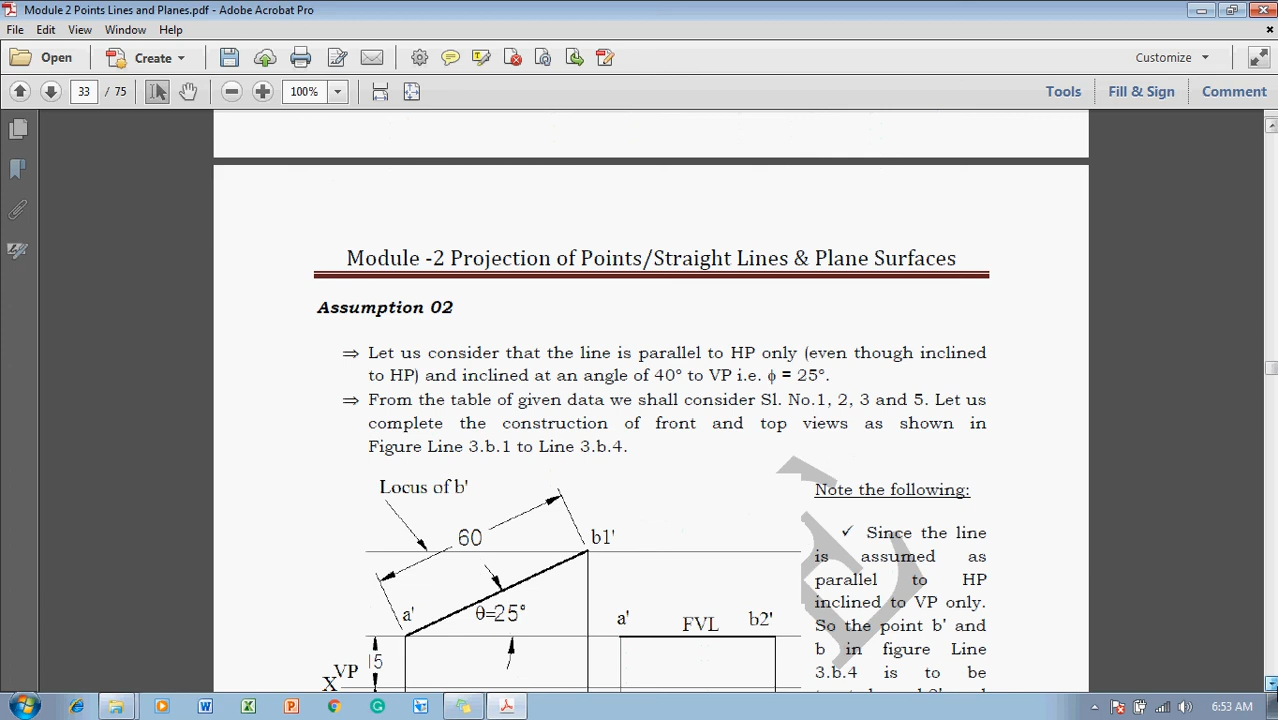 Module 2 Points Lines and Planes.pdf - Adobe Acrobat Pro
File Edit View Window Help
Open Create Customize
33 / 75 100% Tools Fill & Sign Comment
Module -2 Projection of Points/Straight Lines & Plane Surfaces
Assumption 02
⇒ Let us consider that the line is parallel to HP only (even though inclined
to HP) and inclined at an angle of 40° to VP i.e. ϕ = 25°.
⇒ From the table of given data we shall consider Sl. No.1, 2, 3 and 5. Let us
complete the construction of front and top views as shown in
Figure Line 3.b.1 to Line 3.b.4.
Locus of b'
60
b1'
a'
θ=25°
a' FVL b2'
VP
X
Note the following:
✓ Since the line
is assumed as
parallel to HP
inclined to VP only.
So the point b' and
b in figure Line
3.b.4 is to be
6:53 AM